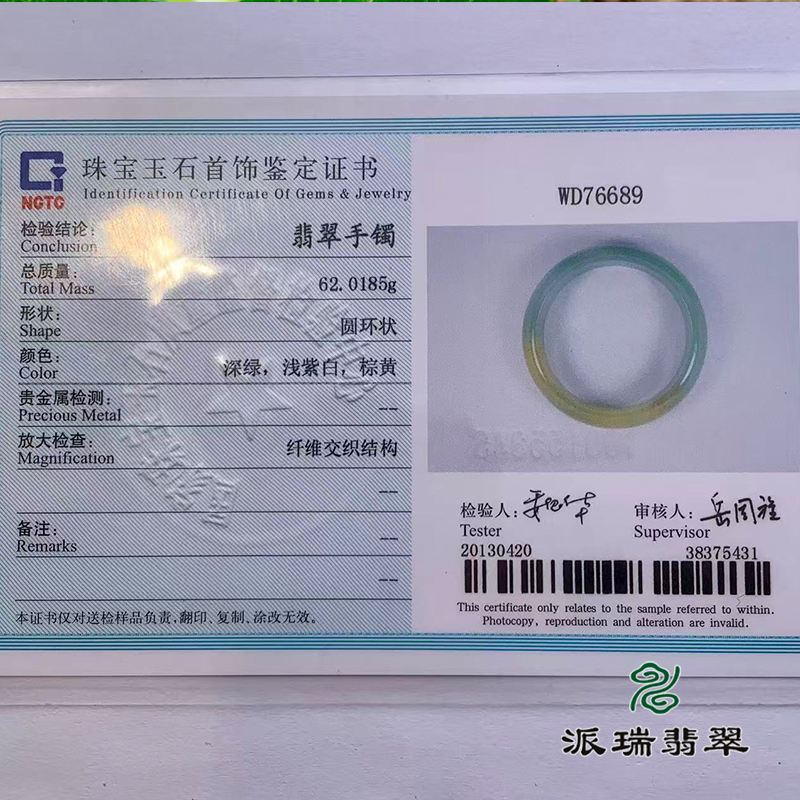 珠宝玉石首饰鉴定证书
Identification Certificate Of Gems & Jewelry
NGTC
检验结论:
Conclusion
翡翠手镯
总质量:
Total Mass
62.0185g
形状:
Shape
圆环状
颜色:
Color
深绿，浅紫白，棕黄
贵金属检测:
Precious Metal
--
放大检查:
Magnification
纤维交织结构
--
备注:
Remarks
--
--
本证书仅对送检样品负责,翻印、复制、涂改无效。
WD76689
检验人:
Tester
审核人:
Supervisor
20130420
38375431
This certificate only relates to the sample referred to within.
Photocopy, reproduction and alteration are invalid.
派瑞翡翠